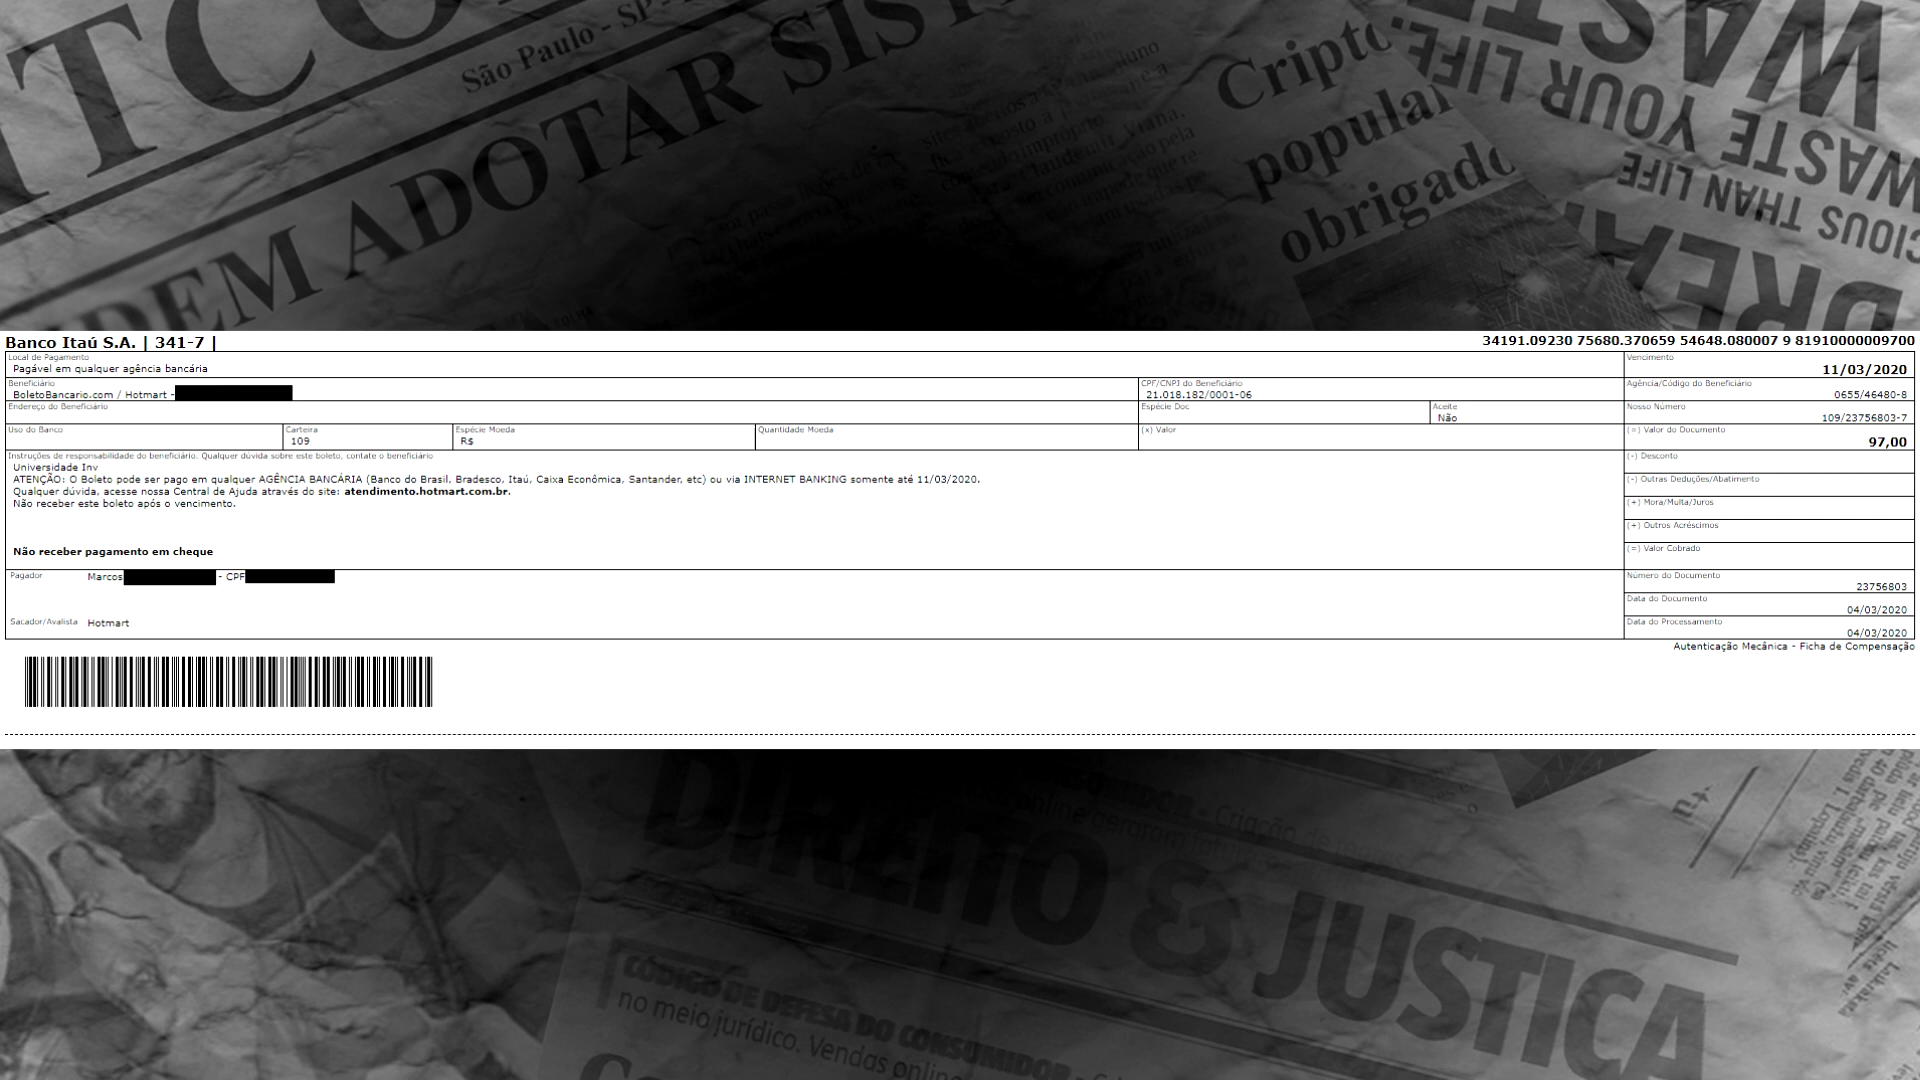 ITCO
São Paulo - SP -
DEM ADOTAR SIS
Cripto
popular
obrigado
WAS
WASTE YOUR LIFE.
CIOUS THAN LIFE
DREA
Banco Itaú S.A. | 341-7 |
34191.09230 75680.370659 54648.080007 9 81910000009700
Local de Pagamento
Pagável em qualquer agência bancária
Vencimento
11/03/2020
Beneficiário
BoletoBancario.com / Hotmart -
CPF/CNPJ do Beneficiário
21.018.182/0001-06
Agência/Código do Beneficiário
0655/46480-8
Endereço do Beneficiário
Espécie Doc
Aceite
Não
Nosso Número
109/23756803-7
Uso do Banco
Carteira
109
Espécie Moeda
R$
Quantidade Moeda
(x) Valor
(=) Valor do Documento
97,00
Instruções de responsabilidade do beneficiário. Qualquer dúvida sobre este boleto, contate o beneficiário
Universidade Inv
ATENÇÃO: O Boleto pode ser pago em qualquer AGÊNCIA BANCÁRIA (Banco do Brasil, Bradesco, Itaú, Caixa Econômica, Santander, etc) ou via INTERNET BANKING somente até 11/03/2020.
Qualquer dúvida, acesse nossa Central de Ajuda através do site: atendimento.hotmart.com.br.
Não receber este boleto após o vencimento.
Não receber pagamento em cheque
(-) Desconto
(-) Outras Deduções/Abatimento
(+) Mora/Multa/Juros
(+) Outros Acréscimos
(=) Valor Cobrado
Pagador
Marcos - CPF
Sacador/Avalista Hotmart
Número do Documento
23756803
Data do Documento
04/03/2020
Data do Processamento
04/03/2020
Autenticação Mecânica - Ficha de Compensação
DIREITO & JUSTIÇA
CÓDIGO DE DEFESA DO CONSUMIDOR -
no meio jurídico. Vendas online